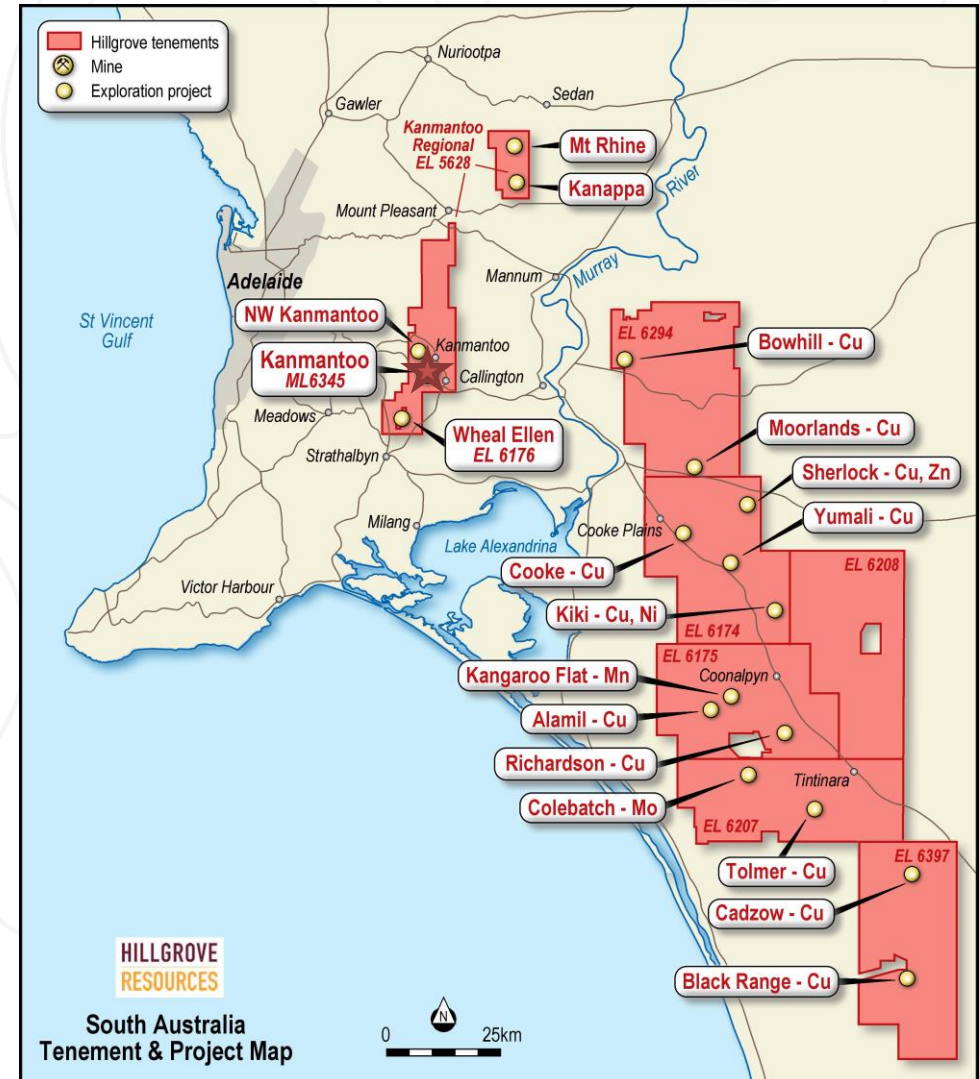 Hillgrove tenements
Mine
Exploration project
Nuriootpa
Sedan
Gawler
Kanmantoo
Regional
EL 5628
Mt Rhine
Kanappa
River
Mount Pleasant
Murray
Mannum
Adelaide
St Vincent
Gulf
NW Kanmantoo
Kanmantoo
Kanmantoo
ML6345
Callington
EL 6294
Bowhill - Cu
Meadows
Wheal Ellen
EL 6176
Strathalbyn
Moorlands - Cu
Sherlock - Cu, Zn
Milang
Cooke Plains
Yumali - Cu
Lake Alexandrina
Cooke - Cu
EL 6208
Victor Harbour
Kiki - Cu, Ni
EL 6174
EL 6175
Kangaroo Flat - Mn
Coonalpyn
Alamil - Cu
Richardson - Cu
Tintinara
Colebatch - Mo
EL 6207
Tolmer - Cu
EL 6397
Cadzow - Cu
Black Range - Cu
HILLGROVE
RESOURCES
South Australia
Tenement & Project Map
N
0 25km